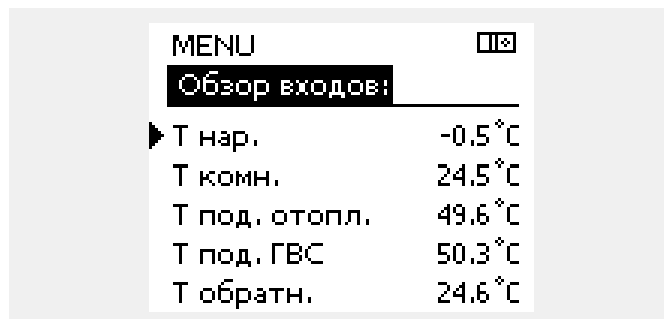 MENU
Обзор входов:
Т нар. -0.5°C
Т комн. 24.5°C
Т под. отопл. 49.6°C
Т под. ГВС 50.3°C
Т обратн. 24.6°C